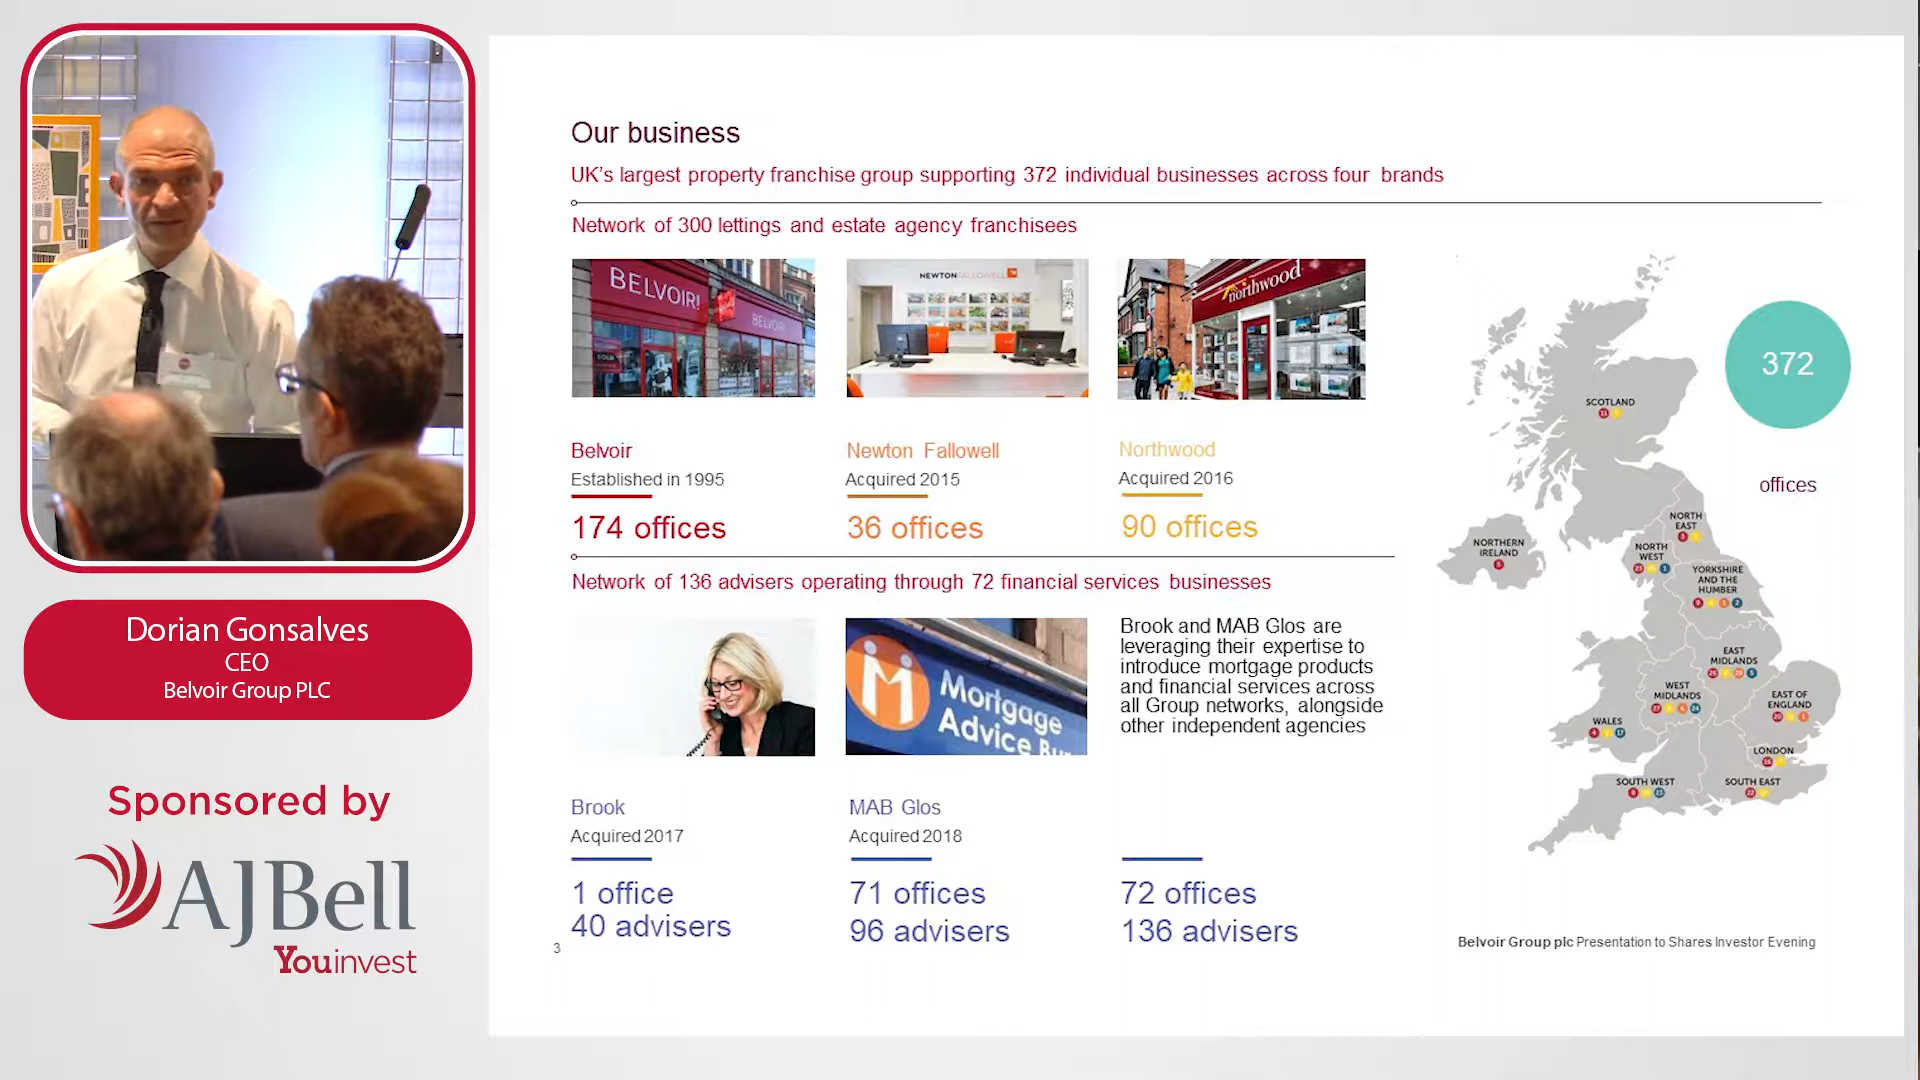 Our business
UK's largest property franchise group supporting 372 individual businesses across four brands
Network of 300 lettings and estate agency franchisees
BELVOIR!
BELVOIR!
SOLD
NEWTONFALLOWELL
northwood
Belvoir
Established in 1995
174 offices
Newton Fallowell
Acquired 2015
36 offices
Northwood
Acquired 2016
90 offices
Network of 136 advisers operating through 72 financial services businesses
Mortgage
Advice Bu
Brook and MAB Glos are
leveraging their expertise to
introduce mortgage products
and financial services across
all Group networks, alongside
other independent agencies
Brook
Acquired 2017
1 office
40 advisers
MAB Glos
Acquired 2018
71 offices
96 advisers
72 offices
136 advisers
372
offices
SCOTLAND
11
NORTHERN
IRELAND
5
NORTH
EAST
NORTH
WEST
YORKSHIRE
AND THE
HUMBER
EAST
MIDLANDS
WEST
MIDLANDS
EAST OF
ENGLAND
WALES
LONDON
SOUTH WEST
SOUTH EAST
3
Belvoir Group plc Presentation to Shares Investor Evening
Dorian Gonsalves
CEO
Belvoir Group PLC
Sponsored by
AJBell
Youinvest